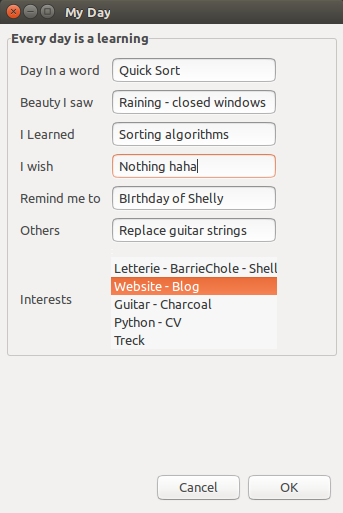 My Day
Every day is a learning
Day In a word Quick Sort
Beauty I saw Raining - closed windows
I Learned Sorting algorithms
I wish Nothing haha
Remind me to BIrthday of Shelly
Others Replace guitar strings
Letterie - BarrieChole - Shell
Website - Blog
Interests Guitar - Charcoal
Python - CV
Treck
Cancel OK